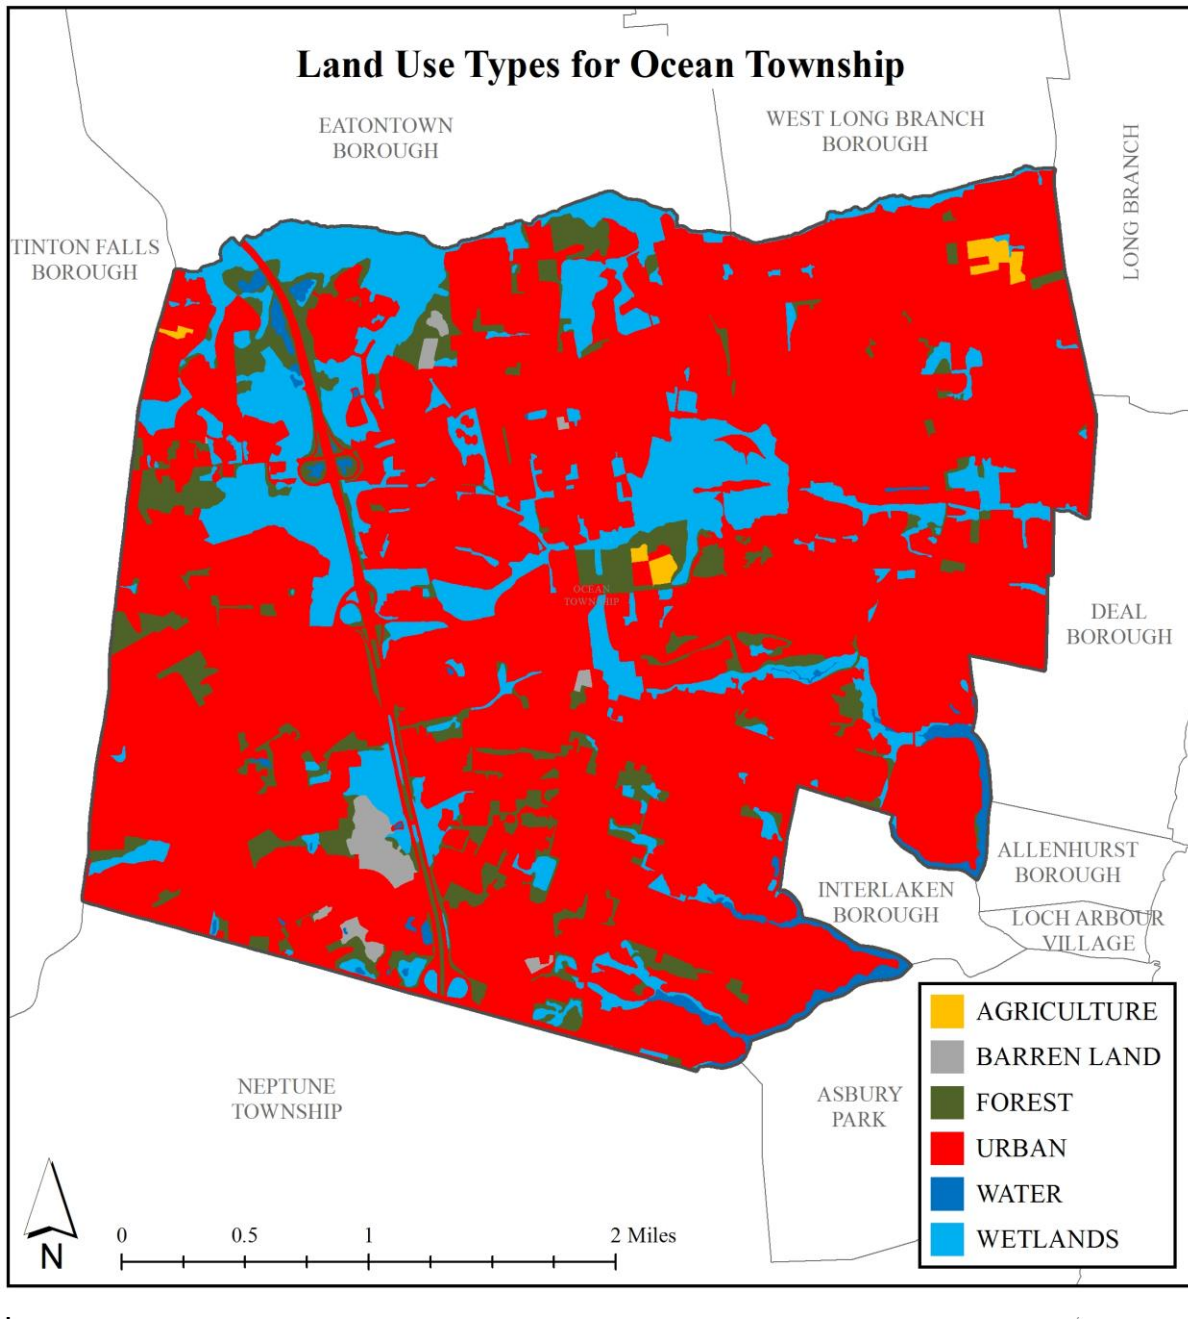 Land Use Types for Ocean Township
EATONTOWN
BOROUGH
WEST LONG BRANCH
BOROUGH
LONG BRANCH
TINTON FALLS
BOROUGH
OCEAN
TOWNSHIP
DEAL
BOROUGH
ALLENHURST
BOROUGH
INTERLAKEN
BOROUGH
LOCH ARBOUR
VILLAGE
NEPTUNE
TOWNSHIP
ASBURY
PARK
AGRICULTURE
BARREN LAND
FOREST
URBAN
WATER
WETLANDS
N
0 0.5 1 2 Miles